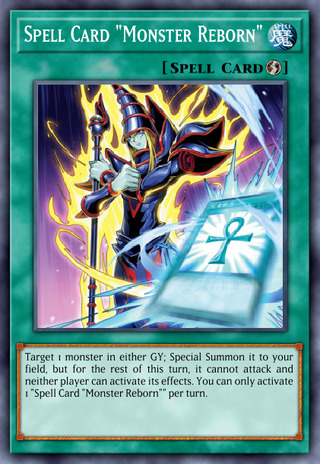 Spell Card "Monster Reborn"
魔
[Spell Card]
Target 1 monster in either GY; Special Summon it to your
field, but for the rest of this turn, it cannot attack and
neither player can activate its effects. You can only activate
1 "Spell Card "Monster Reborn"" per turn.